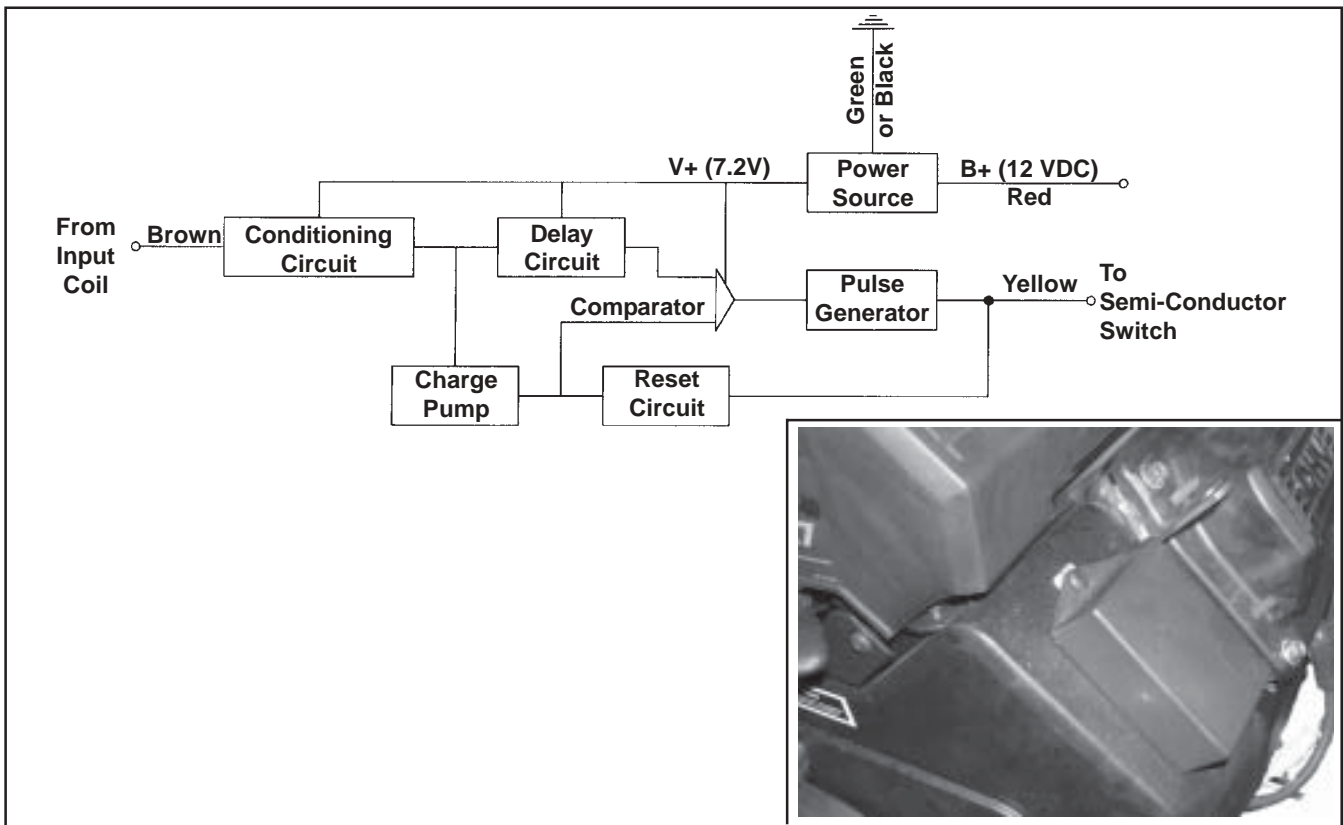 Green
or Black
V+ (7.2V)
Power
Source
B+ (12 VDC)
Red
From
Input
Coil
Brown
Conditioning
Circuit
Delay
Circuit
Comparator
Pulse
Generator
Yellow
To
Semi-Conductor
Switch
Charge
Pump
Reset
Circuit